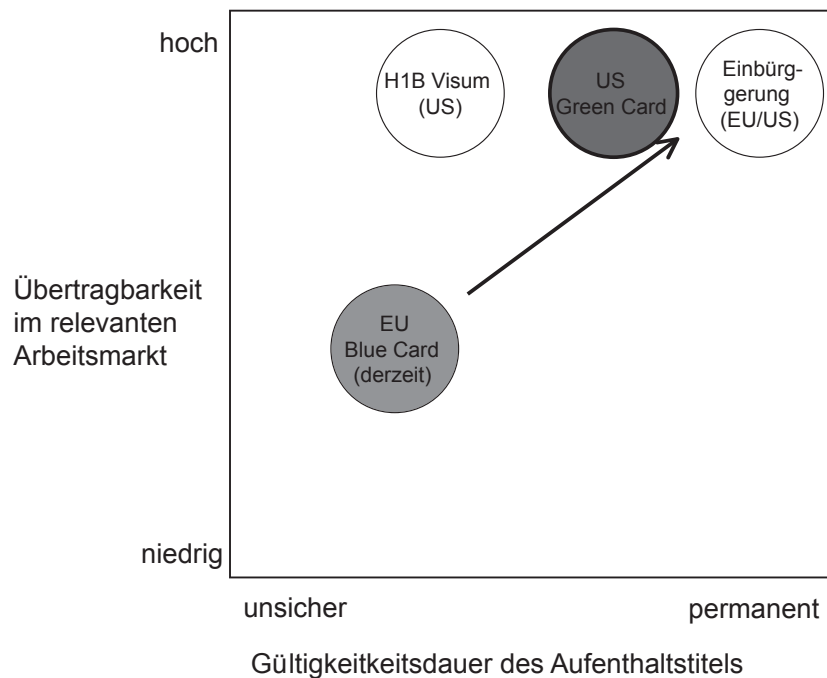 hoch
H1B Visum
(US)
US
Green Card
Einbürg-
gerung
(EU/US)
Übertragbarkeit
im relevanten
Arbeitsmarkt
EU
Blue Card
(derzeit)
niedrig
unsicher
permanent
Gültigkeitkeitsdauer des Aufenthaltstitels